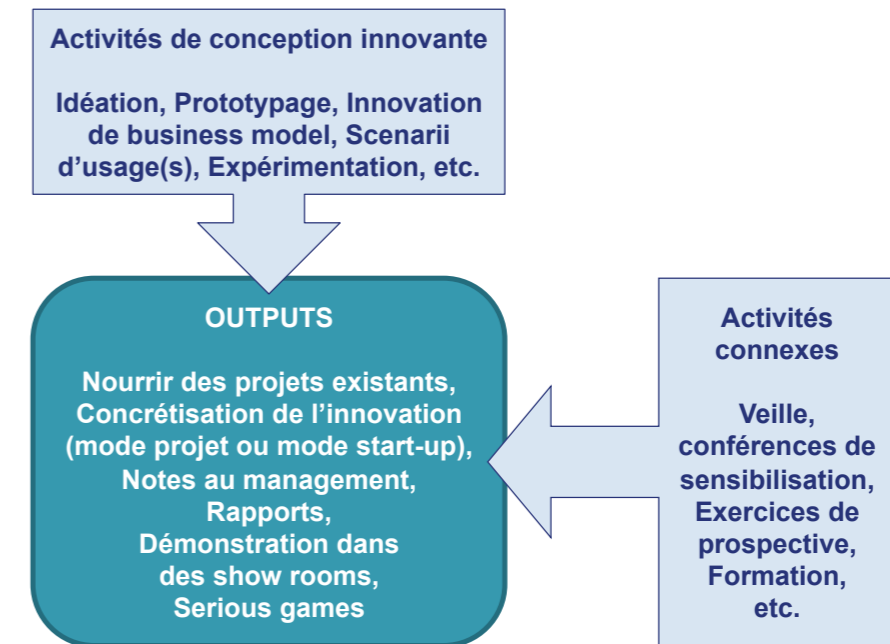 Activités de conception innovante
Idéation, Prototypage, Innovation
de business model, Scenarii
d’usage(s), Expérimentation, etc.
OUTPUTS
Nourrir des projets existants,
Concrétisation de l’innovation
(mode projet ou mode start-up),
Notes au management,
Rapports,
Démonstration dans
des show rooms,
Serious games
Activités
connexes
Veille,
conférences de
sensibilisation,
Exercices de
prospective,
Formation,
etc.